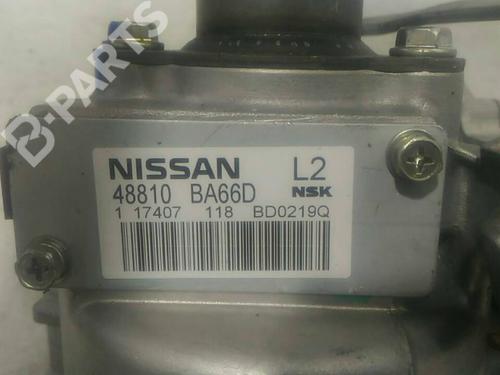 B-PARTS
NISSAN L2
48810 BA66D NSK
1 17407 118 BD0219Q